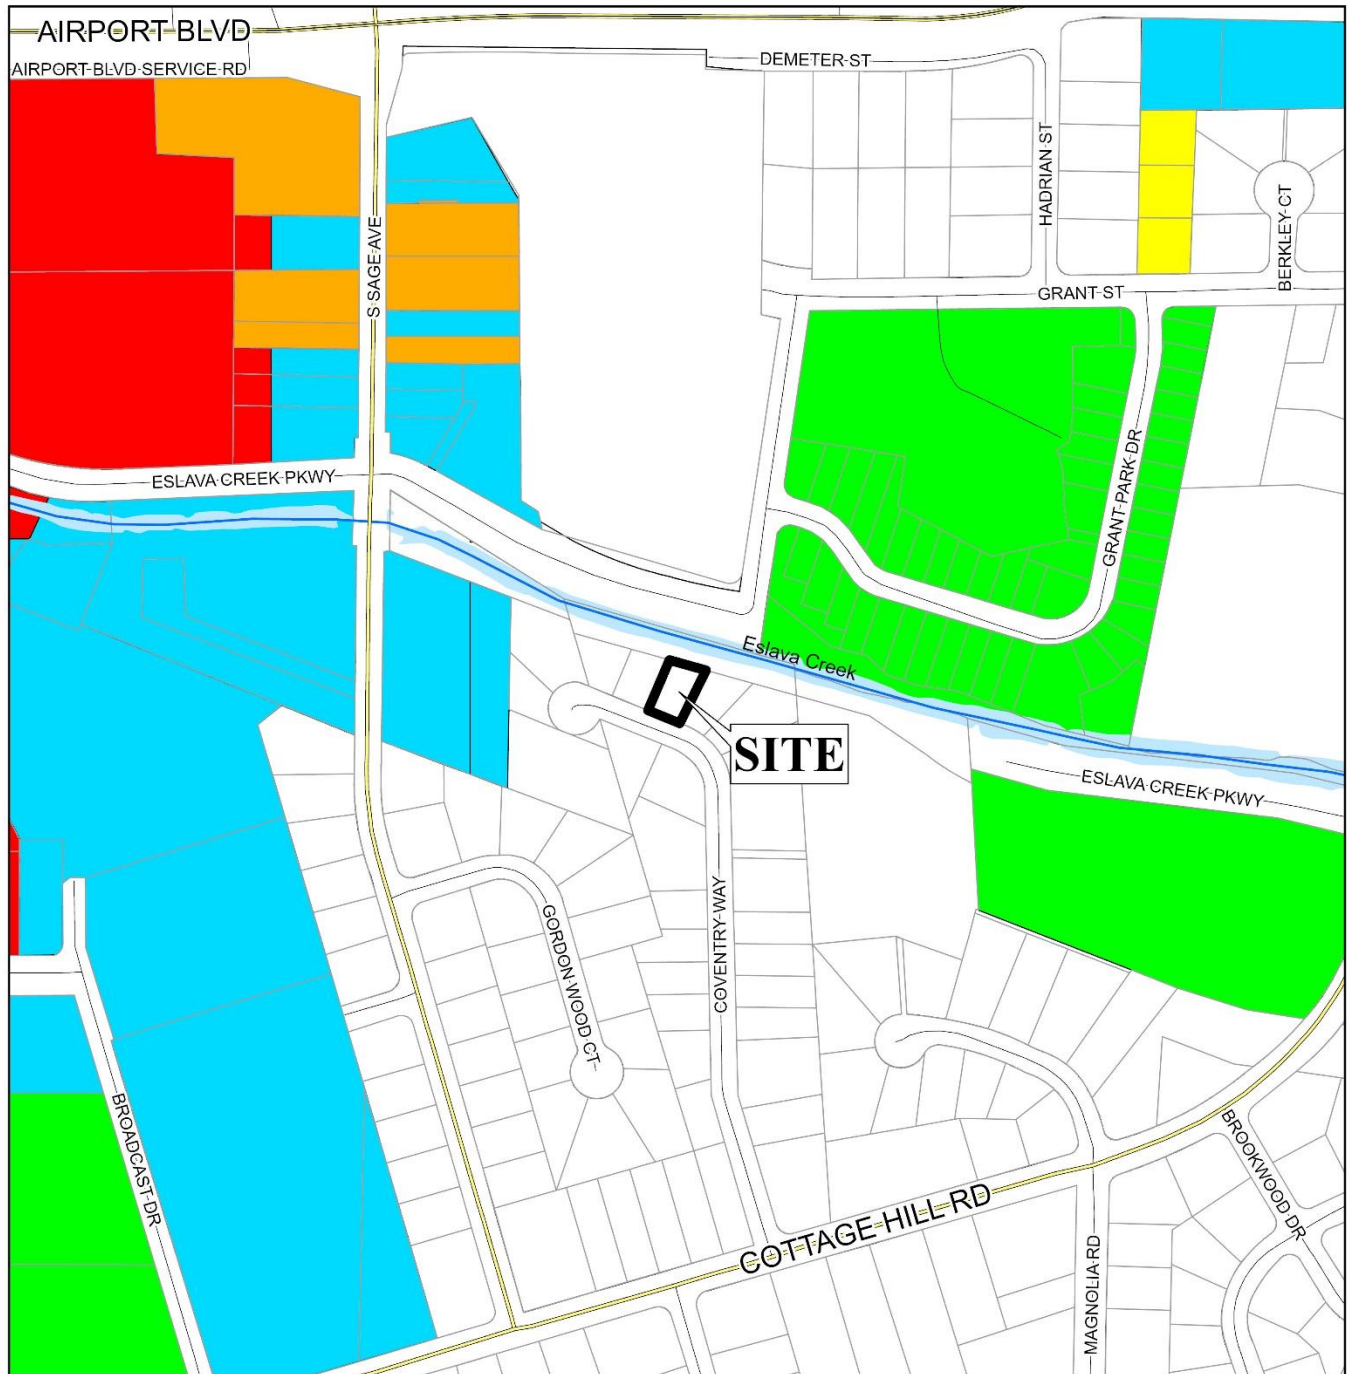 AIRPORT BLVD
AIRPORT BLVD SERVICE RD
DEMETER ST
HADRIAN ST
BERKLEY CT
S SAGE AVE
GRANT ST
GRANT PARK DR
ESLAVA CREEK PKWY
Eslava Creek
SITE
ESLAVA CREEK PKWY
GORDON WOOD CT
COVENTRY WAY
BROADCAST DR
BROOKWOOD DR
COTTAGE HILL RD
MAGNOLIA RD